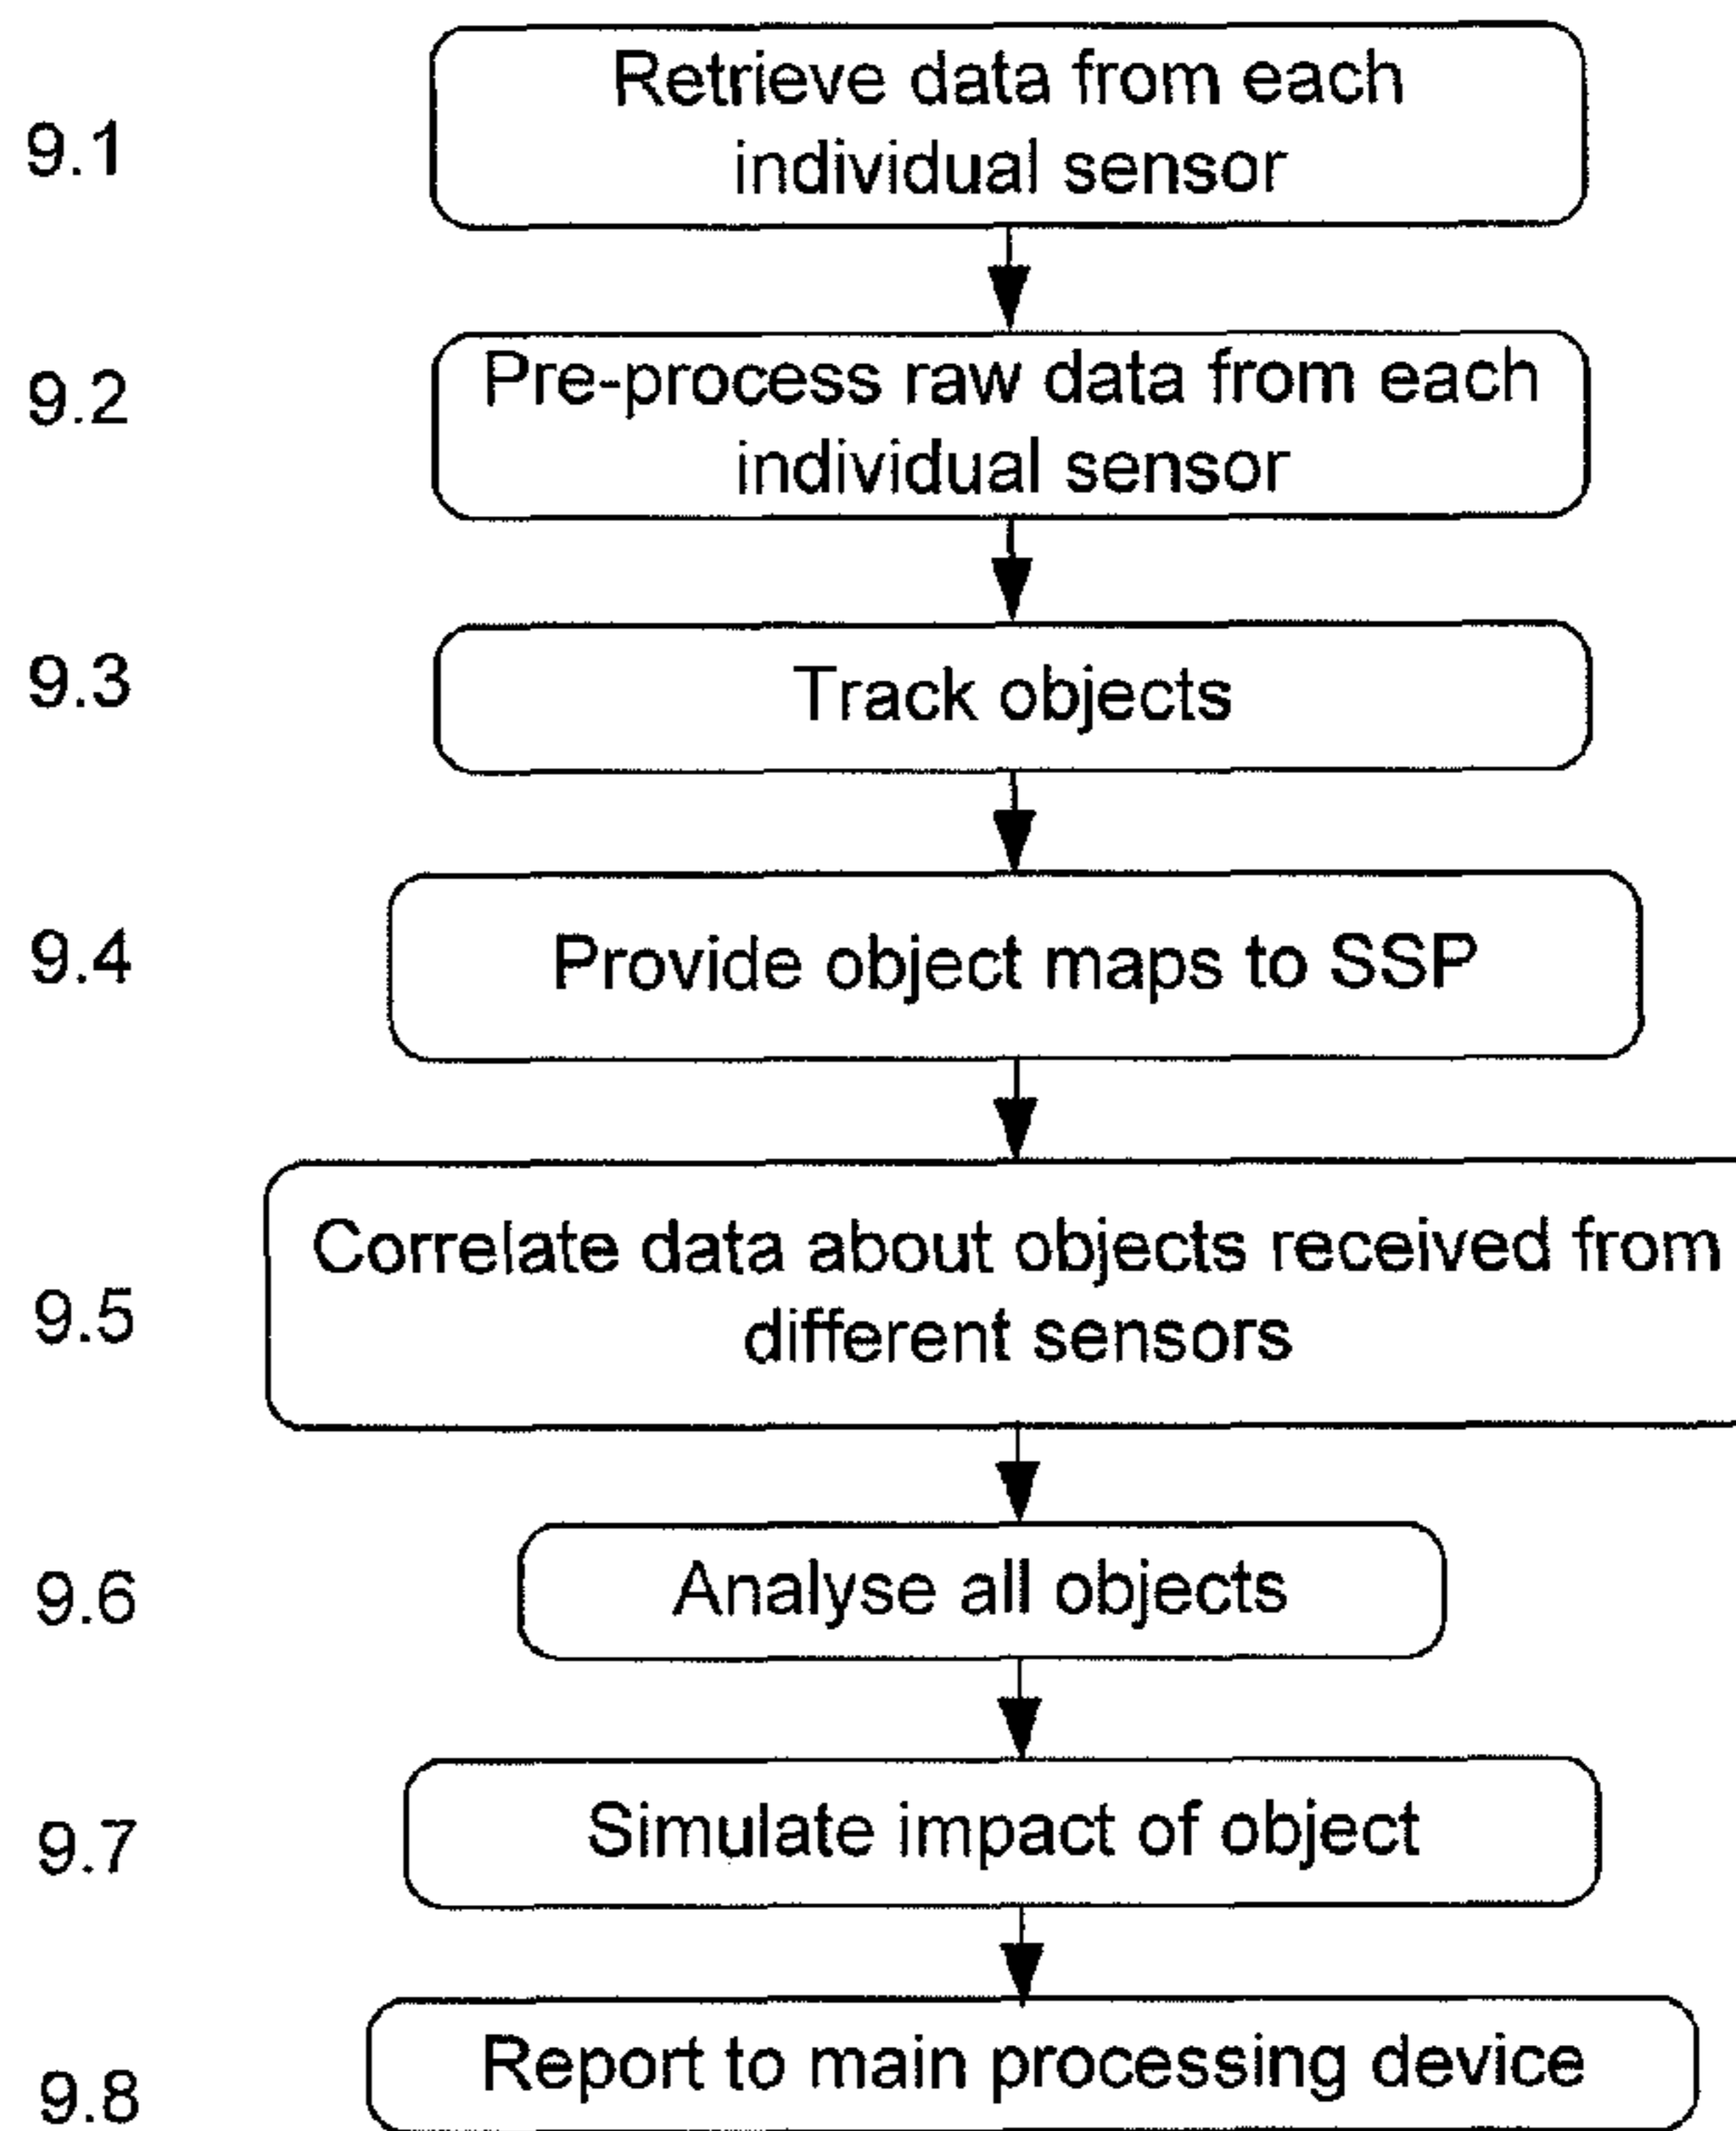 9.1
Retrieve data from each
individual sensor
9.2
Pre-process raw data from each
individual sensor
9.3
Track objects
9.4
Provide object maps to SSP
9.5
Correlate data about objects received from
different sensors
9.6
Analyse all objects
9.7
Simulate impact of object
9.8
Report to main processing device